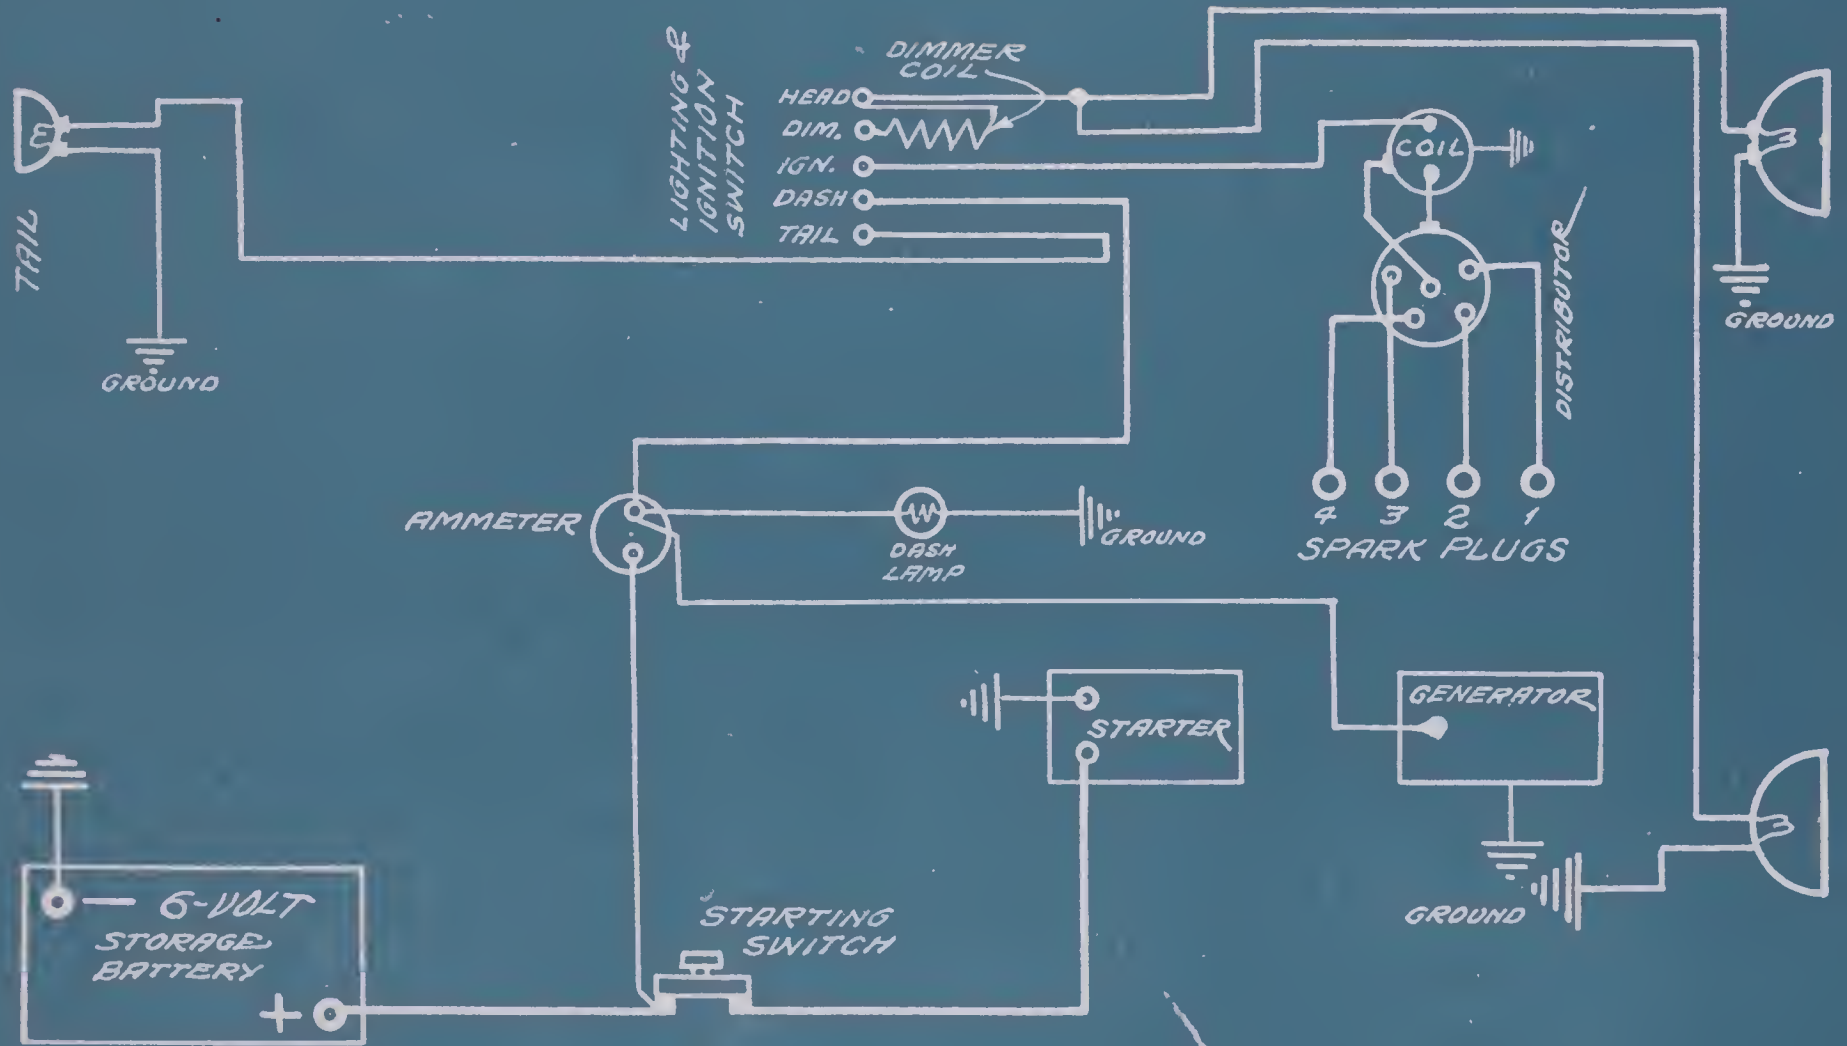 LIGHTING &
IGNITION
SWITCH
DIMMER
COIL
HEAD
DIM.
IGN.
DASH
TAIL
COIL
TAIL
DISTRIBUTOR
GROUND
GROUND
4 3 2 1
SPARK PLUGS
AMMETER
DASH
LAMP
GROUND
STARTER
GENERATOR
— 6-VOLT
STORAGE
BATTERY
+
STARTING
SWITCH
GROUND